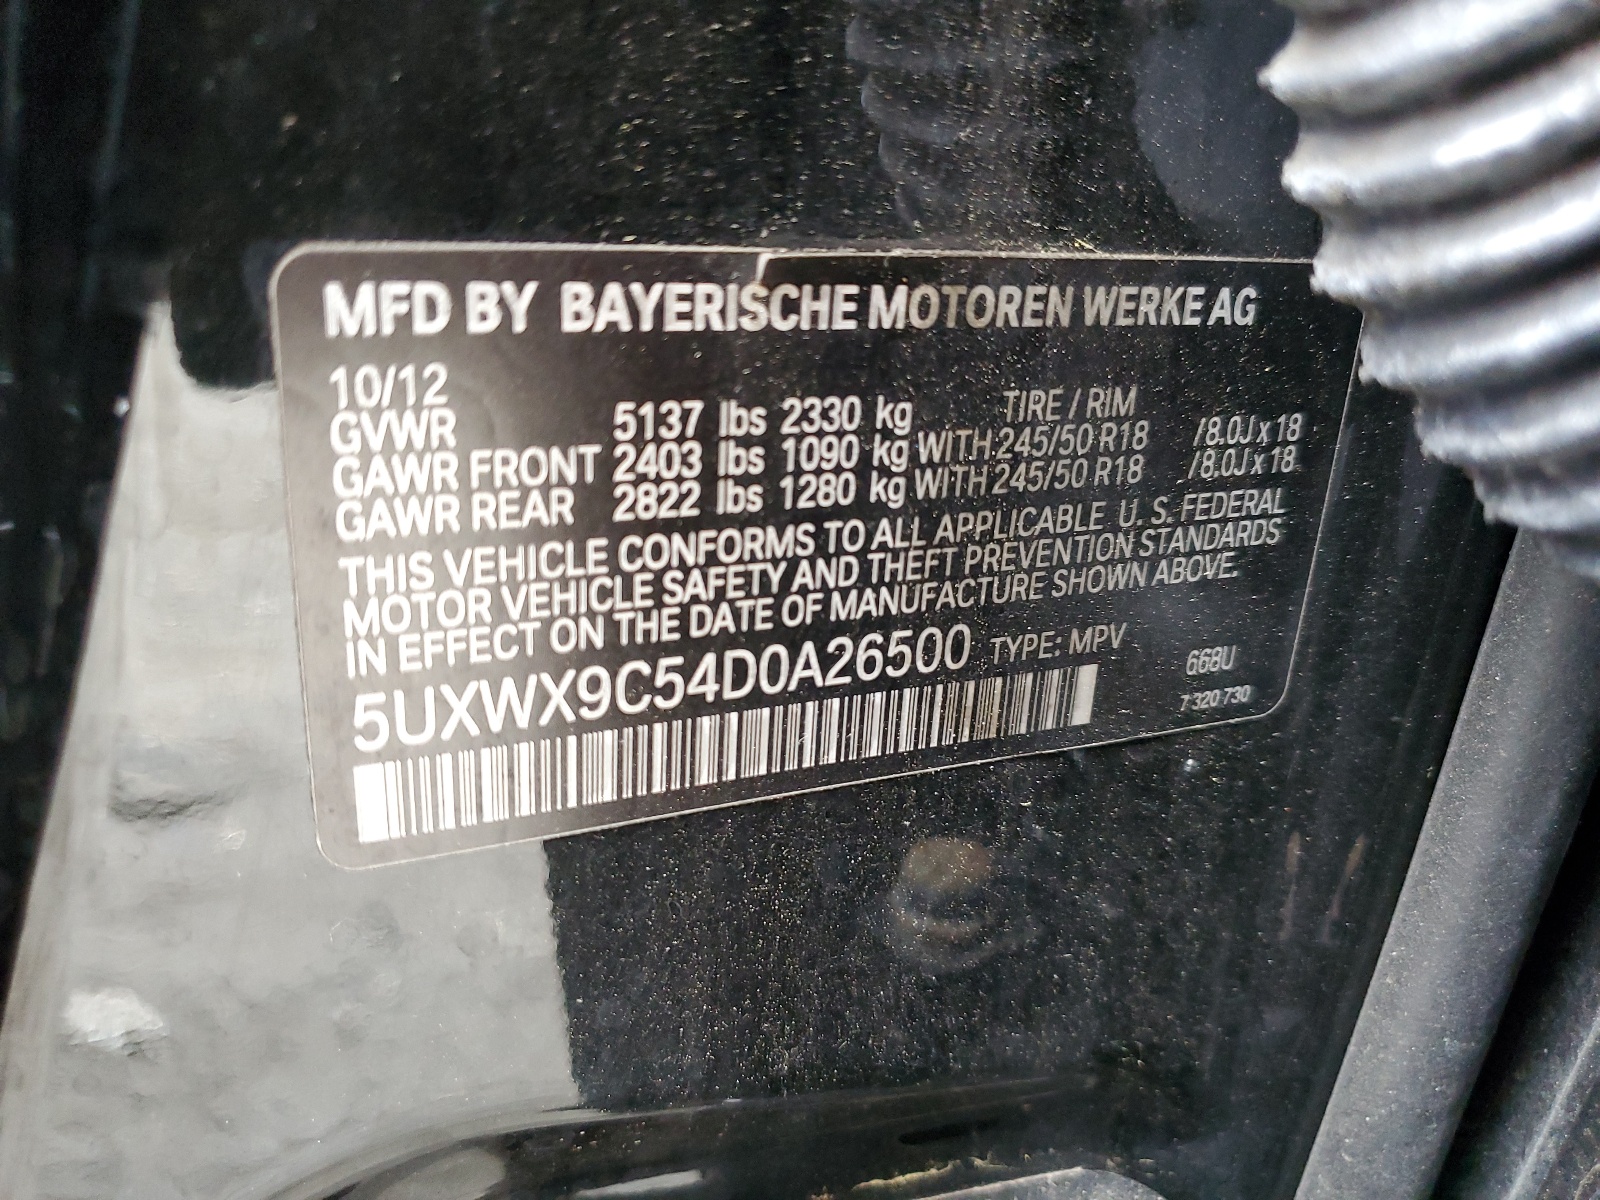 MFD BY BAYERISCHE MOTOREN WERKE AG
10/12
GVWR 5137 lbs 2330 kg TIRE / RIM
GAWR FRONT 2403 lbs 1090 kg WITH 245/50 R18 /8.0J x 18
GAWR REAR 2822 lbs 1280 kg WITH 245/50 R18 /8.0J x 18
THIS VEHICLE CONFORMS TO ALL APPLICABLE U. S. FEDERAL
MOTOR VEHICLE SAFETY AND THEFT PREVENTION STANDARDS
IN EFFECT ON THE DATE OF MANUFACTURE SHOWN ABOVE.
5UXWX9C54D0A26500 TYPE: MPV 668U
7 320 730